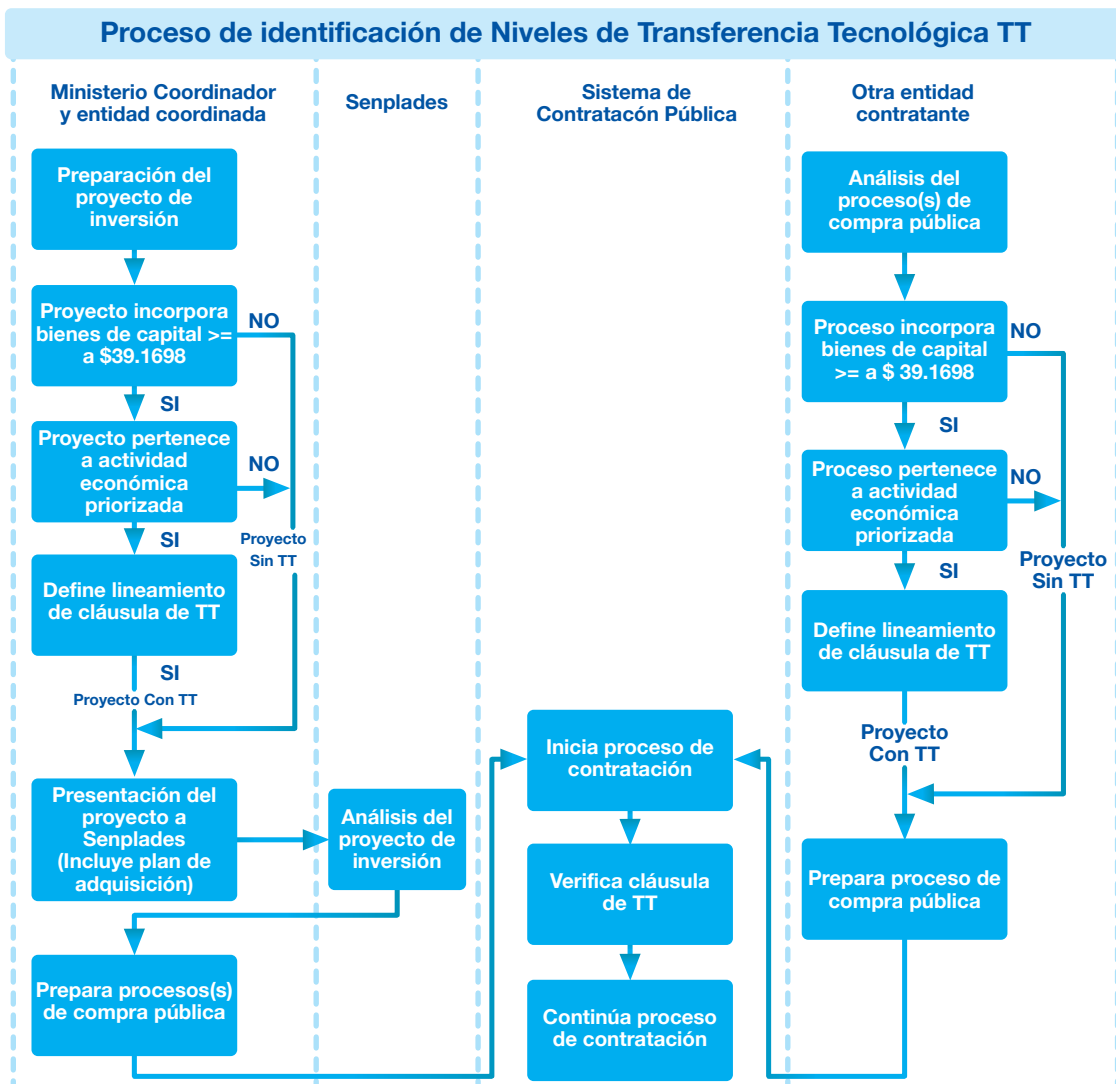 Proceso de identificación de Niveles de Transferencia Tecnológica TT
Ministerio Coordinador
y entidad coordinada
Preparación del
proyecto de
inversión
Proyecto incorpora
bienes de capital >=
a $39.1698
NO
SI
Proyecto pertenece
a actividad
económica
priorizada
NO
SI
Proyecto
Sin TT
Define lineamiento
de cláusula de TT
SI
Proyecto Con TT
Presentación del
proyecto a
Senplades
(Incluye plan de
adquisición)
Prepara procesos(s)
de compra pública
Senplades
Análisis del
proyecto de
inversión
Sistema de
Contratacón Pública
Inicia proceso de
contratación
Verifica cláusula
de TT
Continúa proceso
de contratación
Otra entidad
contratante
Análisis del
proceso(s) de
compra pública
Proceso incorpora
bienes de capital
>= a $ 39.1698
NO
SI
Proceso pertenece
a actividad
económica
priorizada
NO
SI
Proyecto
Sin TT
Define lineamiento
de cláusula de TT
Proyecto
Con TT
Prepara proceso de
compra pública